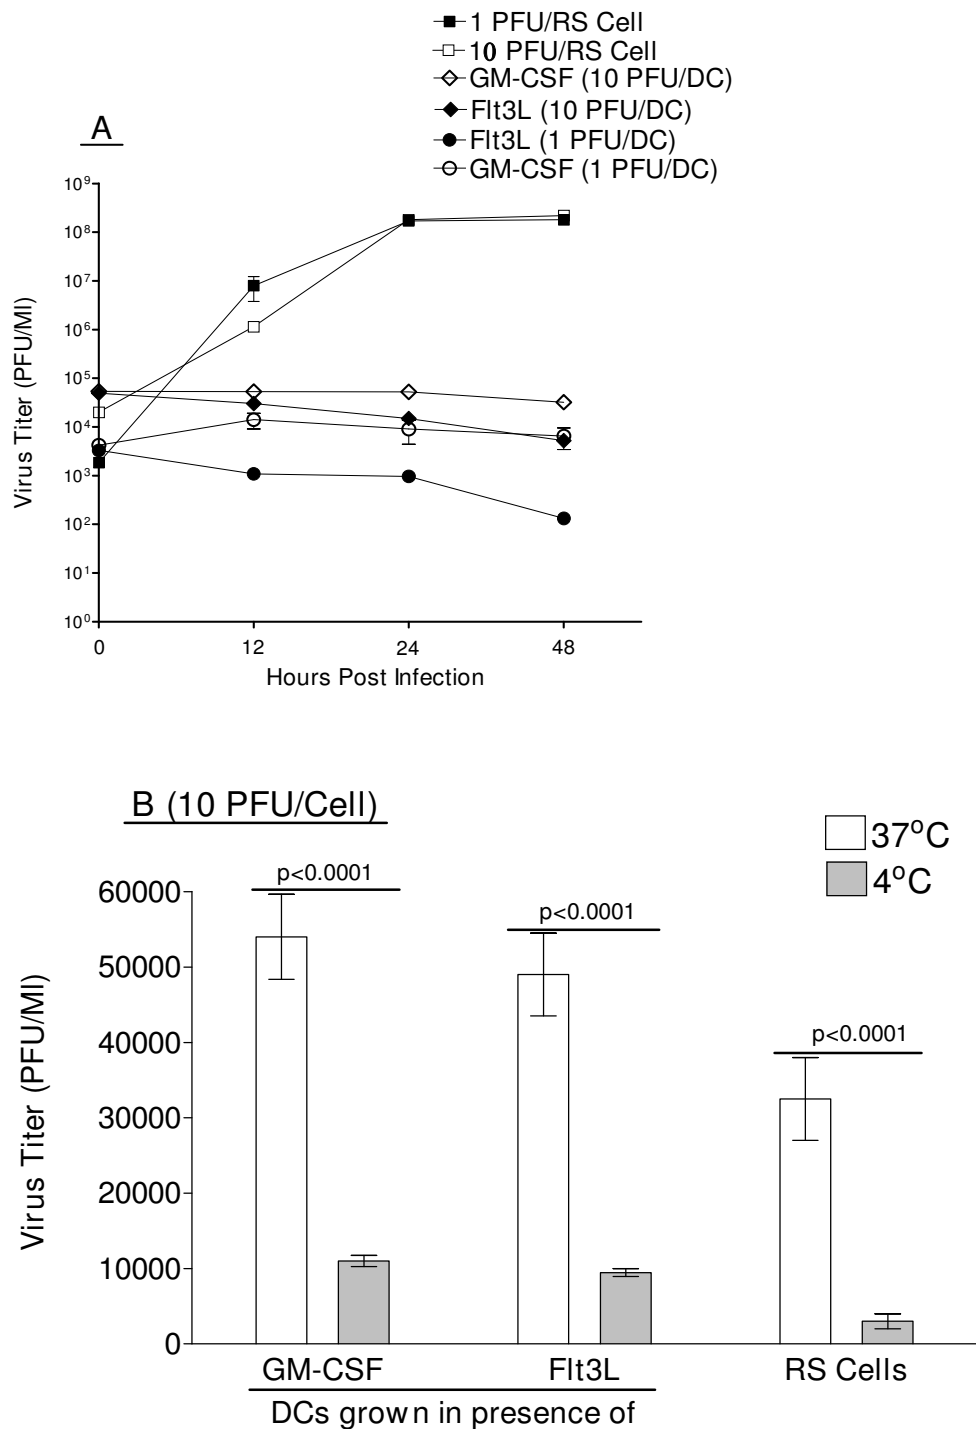 1 PFU/RS Cell
10 PFU/RS Cell
GM-CSF (10 PFU/DC)
Flt3L (10 PFU/DC)
Flt3L (1 PFU/DC)
GM-CSF (1 PFU/DC)
A
10⁹
10⁸
10⁷
10⁶
10⁵
10⁴
10³
10²
10¹
10⁰
Virus Titer (PFU/Ml)
0 12 24 48
Hours Post Infection
B (10 PFU/Cell)
37°C
4°C
p<0.0001
p<0.0001
p<0.0001
60000
50000
40000
30000
20000
10000
0
Virus Titer (PFU/Ml)
GM-CSF Flt3L RS Cells
DCs grown in presence of